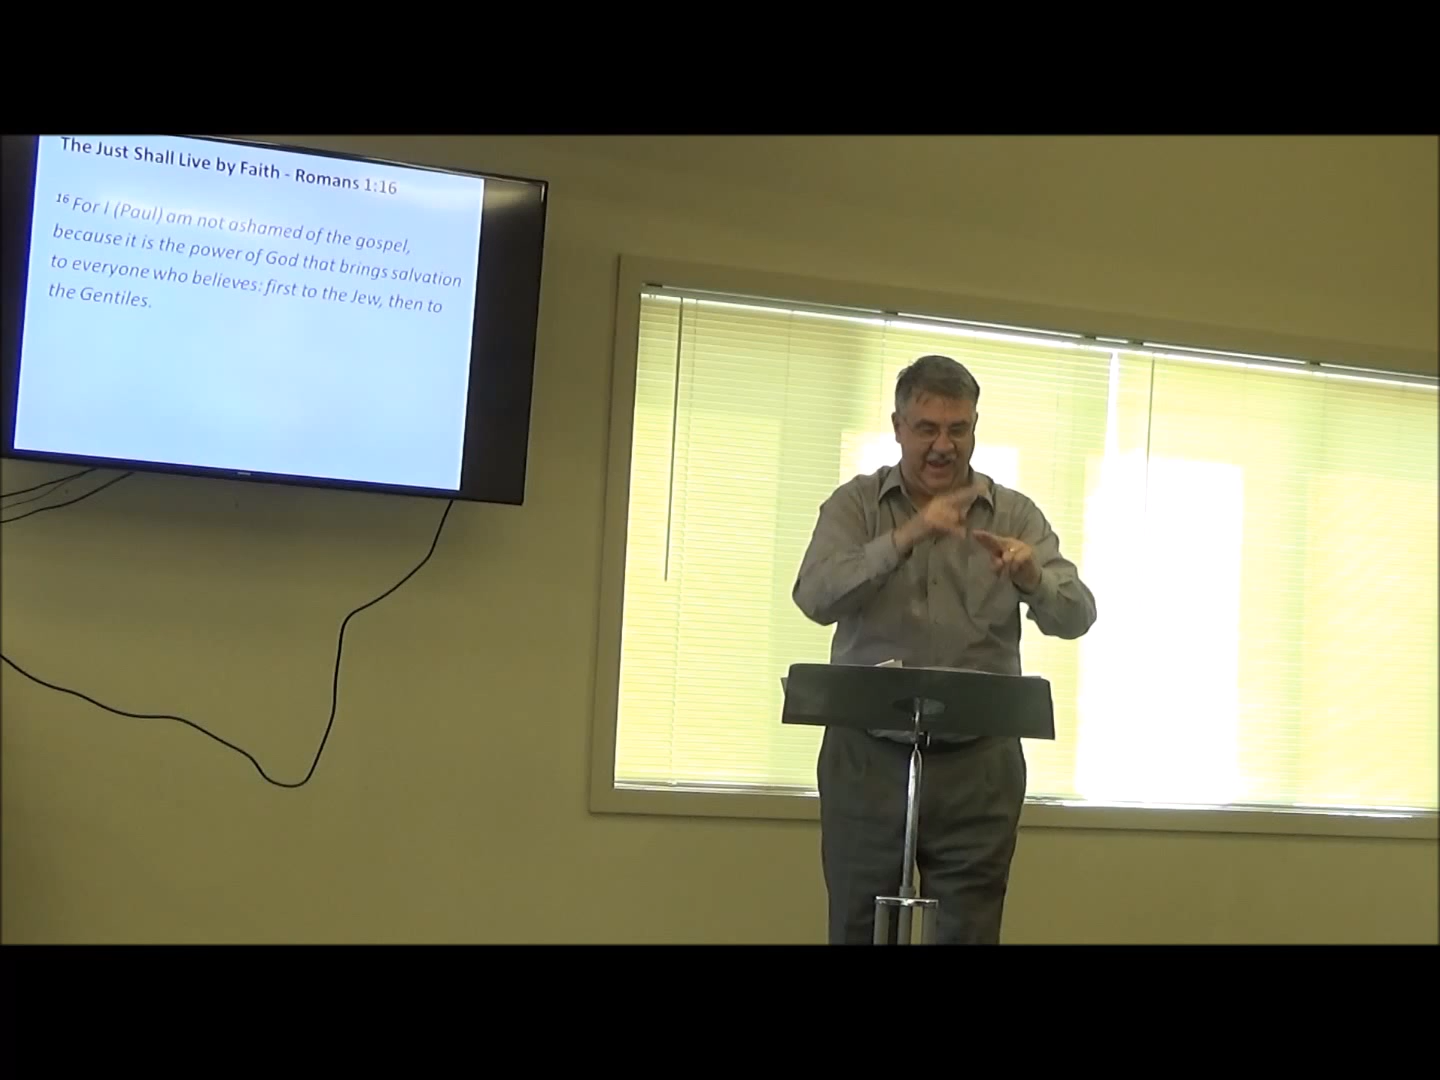 The Just Shall Live by Faith - Romans 1:16
16 For I (Paul) am not ashamed of the gospel,
because it is the power of God that brings salvation
to everyone who believes: first to the Jew, then to
the Gentiles.